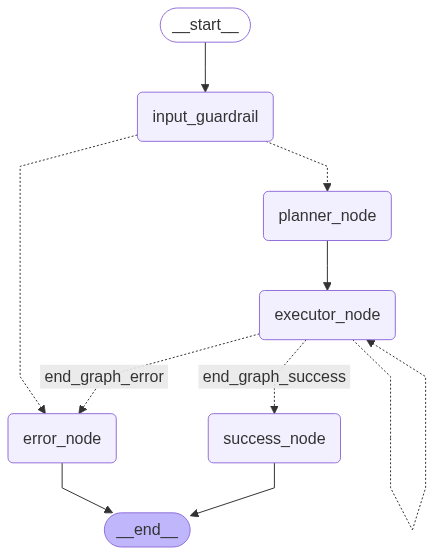 __start__
input_guardrail
planner_node
executor_node
end_graph_error
end_graph_success
error_node
success_node
__end__